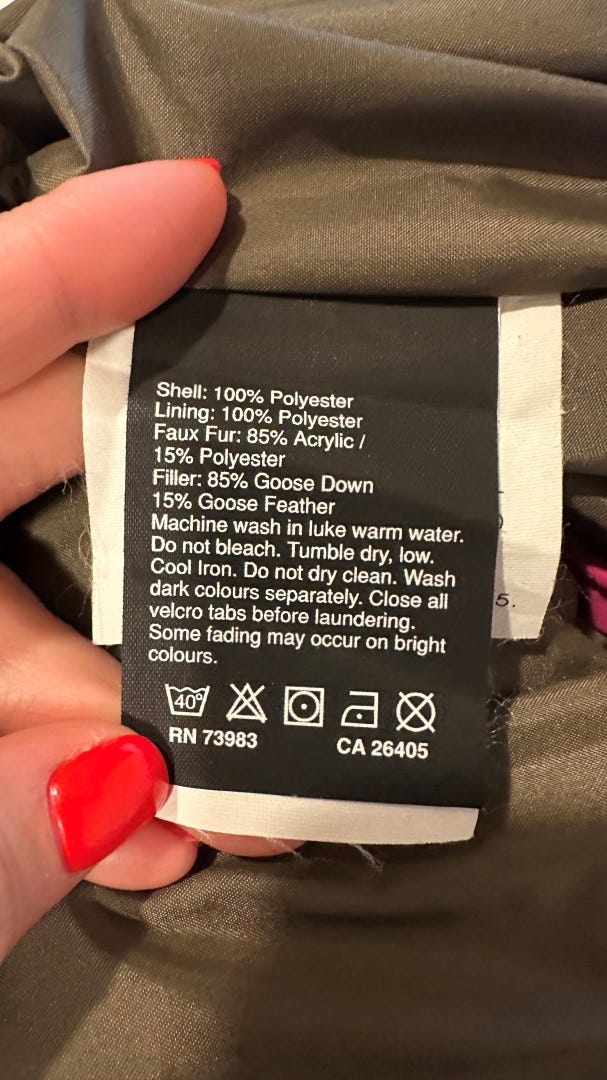 Shell: 100% Polyester
Lining: 100% Polyester
Faux Fur: 85% Acrylic /
15% Polyester
Filler: 85% Goose Down
15% Goose Feather
Machine wash in luke warm water.
Do not bleach. Tumble dry, low.
Cool Iron. Do not dry clean. Wash
dark colours separately. Close all
velcro tabs before laundering.
Some fading may occur on bright
colours.
40°
RN 73983 CA 26405
5.